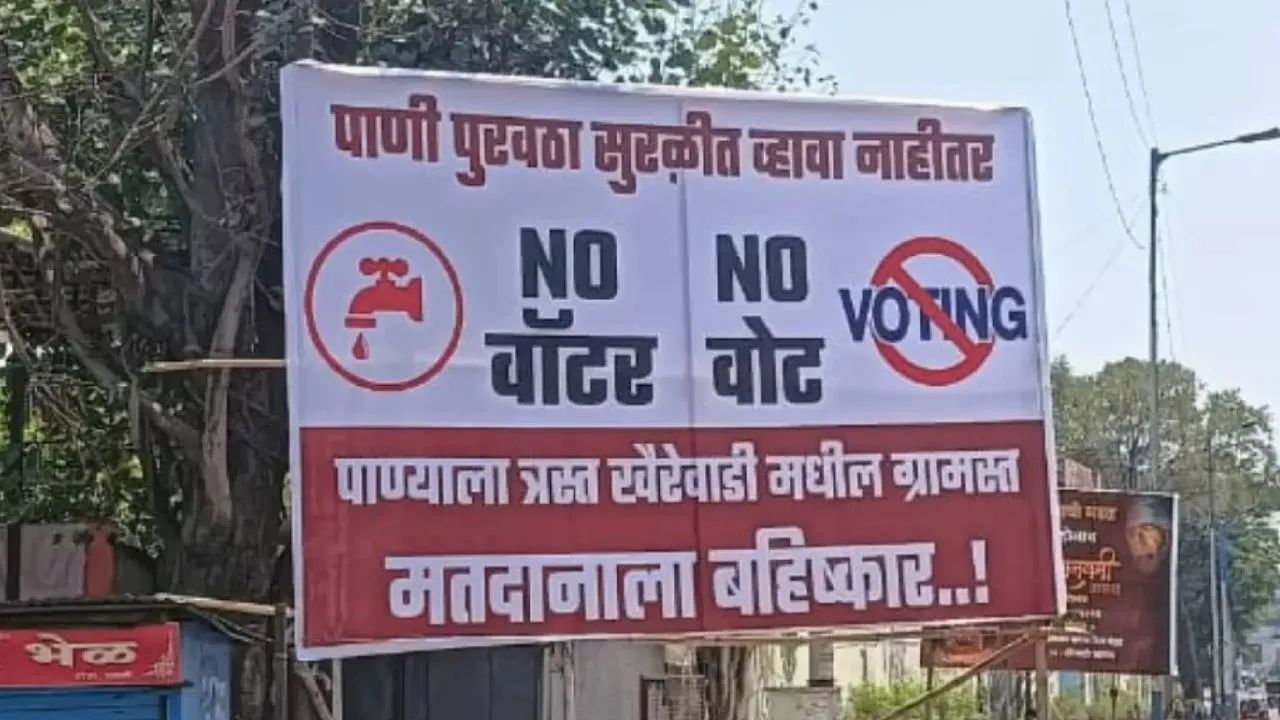 पाणी पुरवठा सुरळीत व्हावा नाहीतर
NO NO
वॉटर वोट
VOTING
पाण्याला त्रस्त खैरेवाडी मधील ग्रामस्त
मतदानाला बहिष्कार..!
भेळ